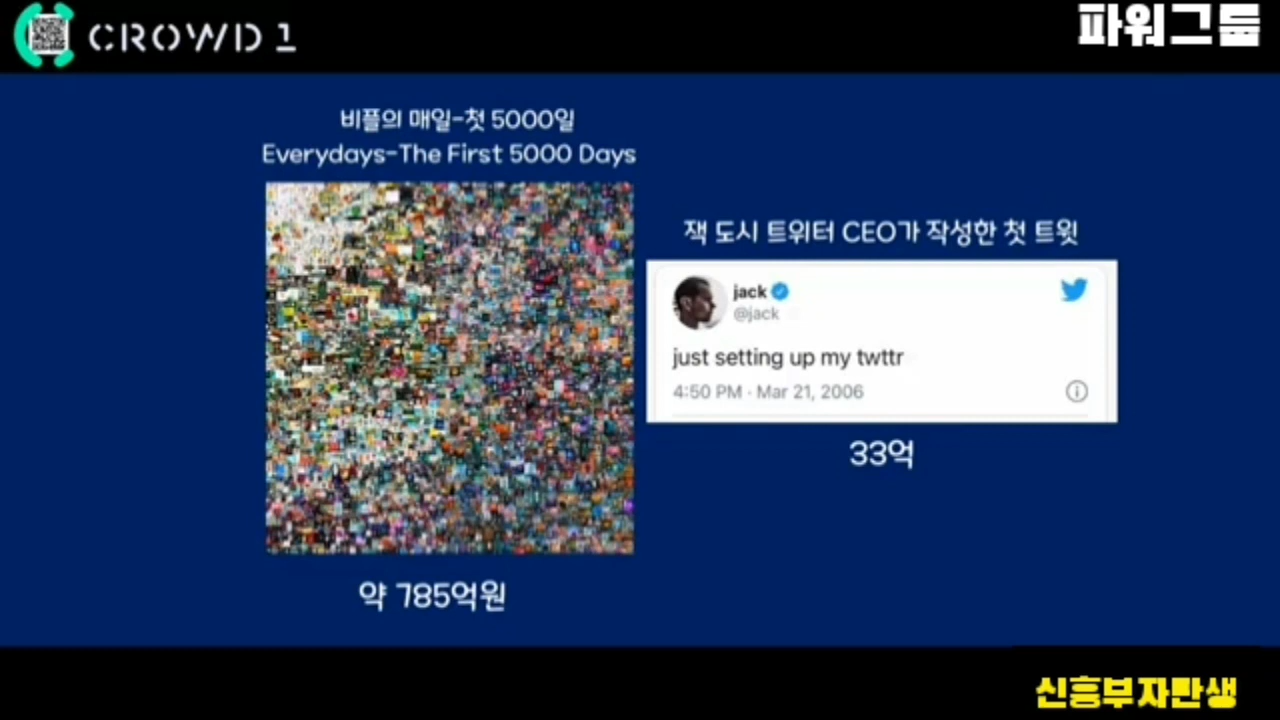 CROWD 1
파워그룹
비플의 매일-첫 5000일
Everydays-The First 5000 Days
잭 도시 트위터 CEO가 작성한 첫 트윗
jack
@jack
just setting up my twttr
4:50 PM · Mar 21, 2006
33억
약 785억원
신흥부자탄생